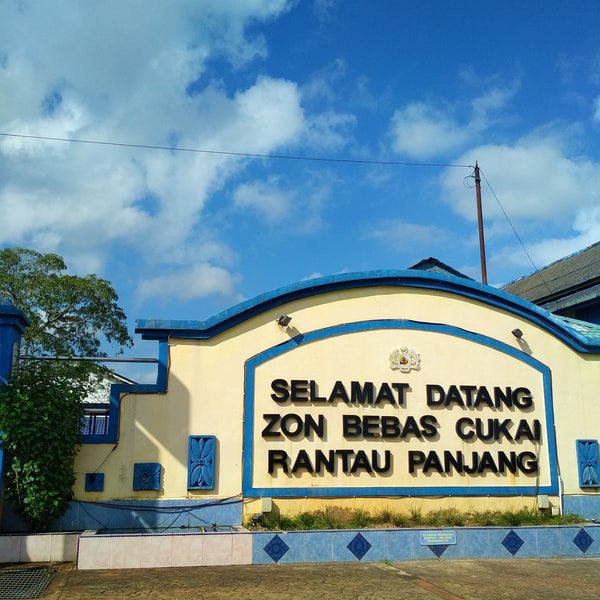 SELAMAT DATANG
ZON BEBAS CUKAI
RANTAU PANJANG